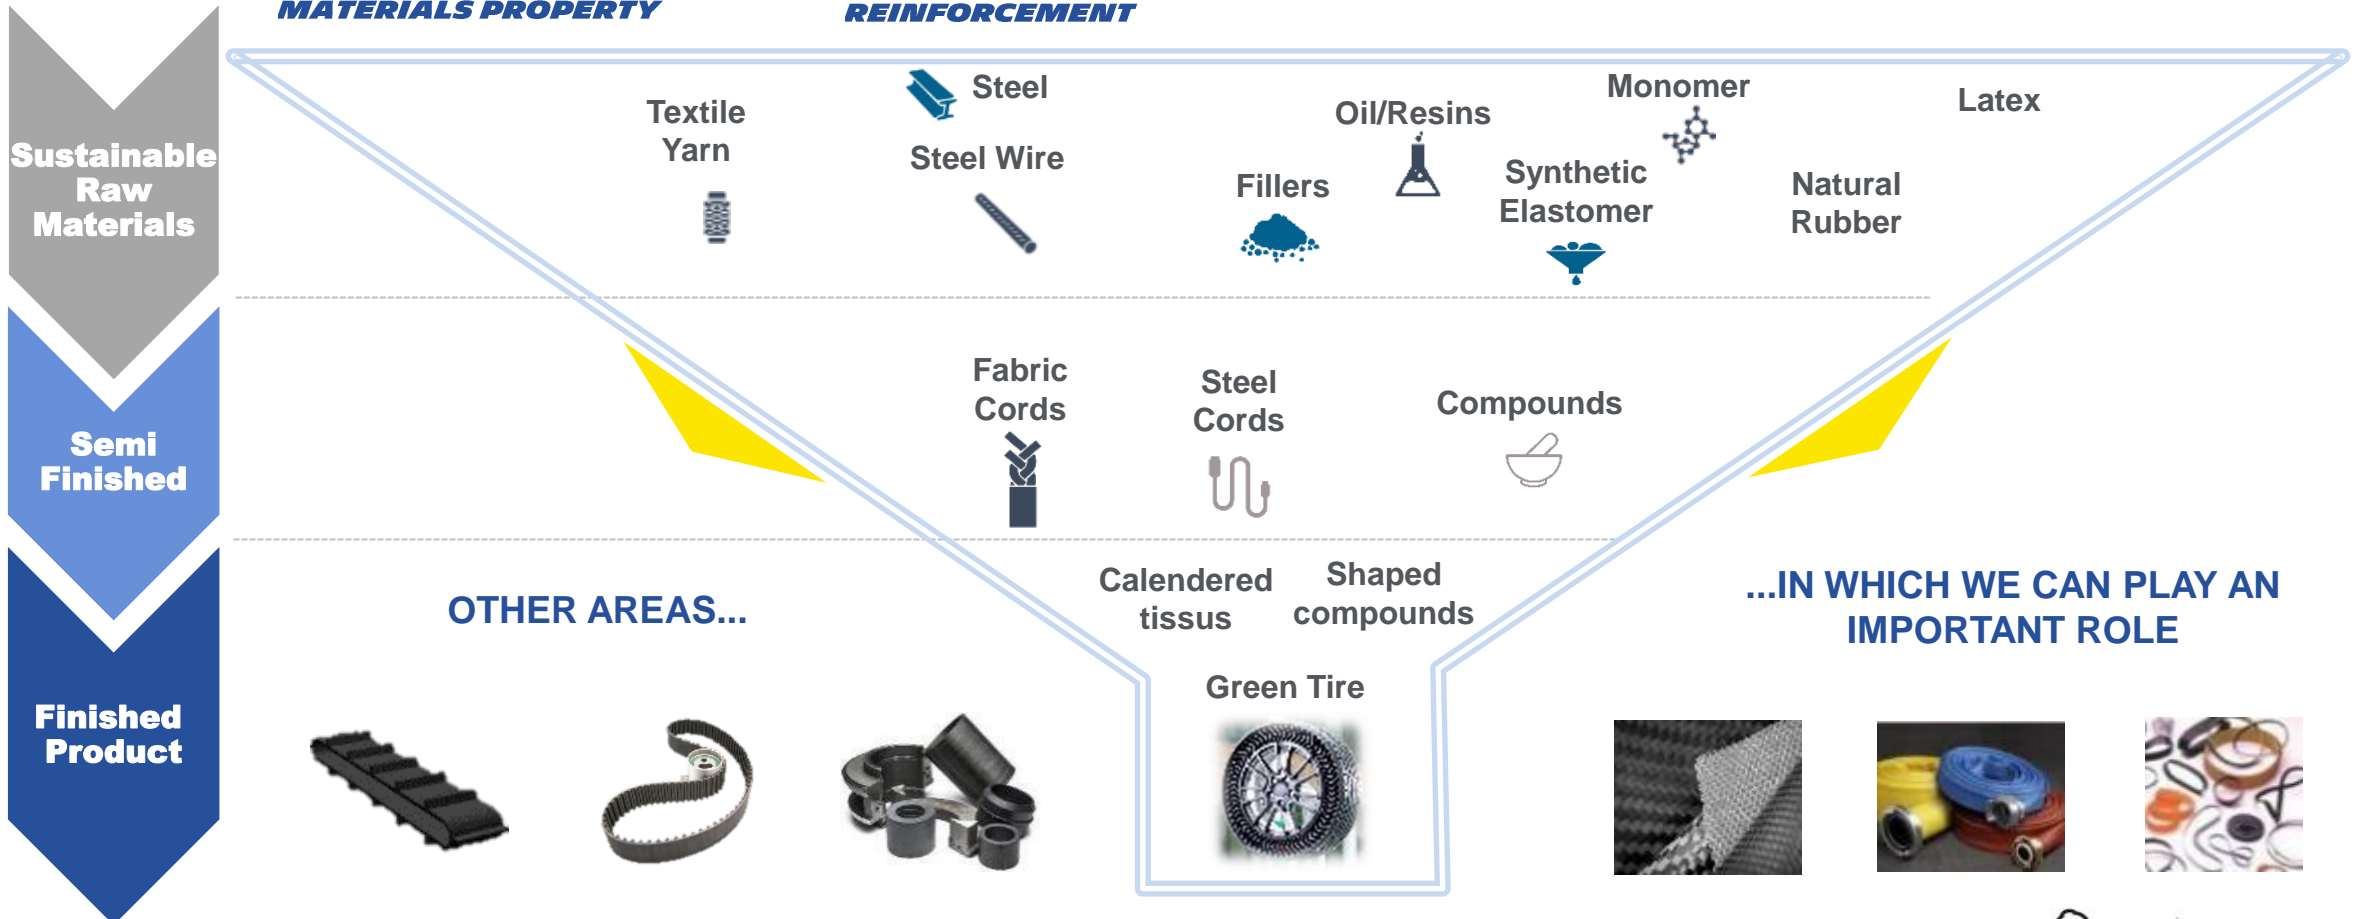 MATERIALS PROPERTY
REINFORCEMENT
Sustainable
Raw
Materials
Textile
Yarn
Steel
Steel Wire
Fillers
Oil/Resins
Monomer
Synthetic
Elastomer
Latex
Natural
Rubber
Semi
Finished
Fabric
Cords
Steel
Cords
Compounds
Finished
Product
OTHER AREAS...
Calendered
tissus
Shaped
compounds
Green Tire
...IN WHICH WE CAN PLAY AN
IMPORTANT ROLE